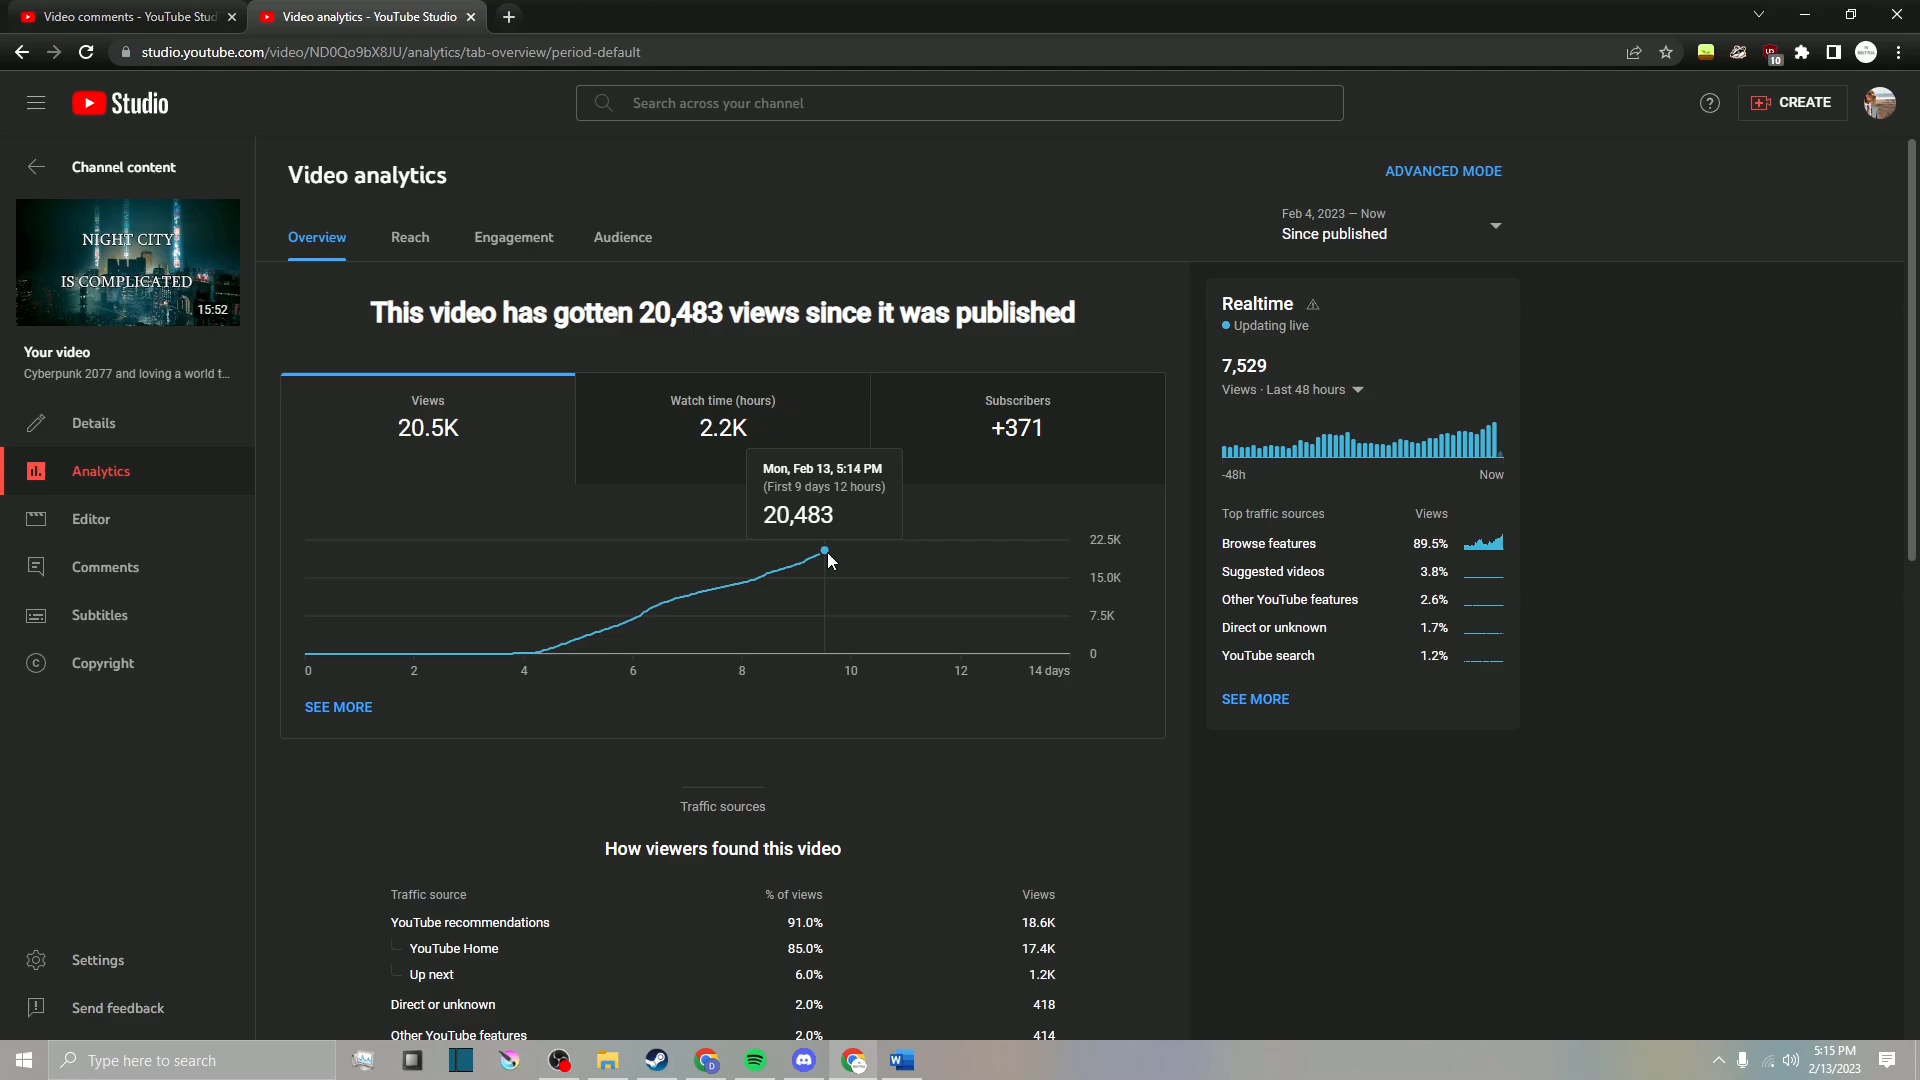 Video comments - YouTube Stud
Video analytics - YouTube Studio
studio.youtube.com/video/ND0Qo9bX8JU/analytics/tab-overview/period-default
10
Studio
Search across your channel
CREATE
Channel content
NIGHT CITY
IS COMPLICATED
15:52
Your video
Cyberpunk 2077 and loving a world t...
Details
Analytics
Editor
Comments
Subtitles
Copyright
Settings
Send feedback
Video analytics
ADVANCED MODE
Feb 4, 2023 – Now
Since published
Overview
Reach
Engagement
Audience
This video has gotten 20,483 views since it was published
Views
20.5K
Watch time (hours)
2.2K
Subscribers
+371
Mon, Feb 13, 5:14 PM
(First 9 days 12 hours)
20,483
22.5K
15.0K
7.5K
0
0 2 4 6 8 10 12 14 days
SEE MORE
Traffic sources
How viewers found this video
Traffic source % of views Views
YouTube recommendations 91.0% 18.6K
YouTube Home 85.0% 17.4K
Up next 6.0% 1.2K
Direct or unknown 2.0% 418
Other YouTube features 2.0% 414
Realtime
Updating live
7,529
Views · Last 48 hours
-48h Now
Top traffic sources Views
Browse features 89.5%
Suggested videos 3.8%
Other YouTube features 2.6%
Direct or unknown 1.7%
YouTube search 1.2%
SEE MORE
Type here to search
5:15 PM
2/13/2023